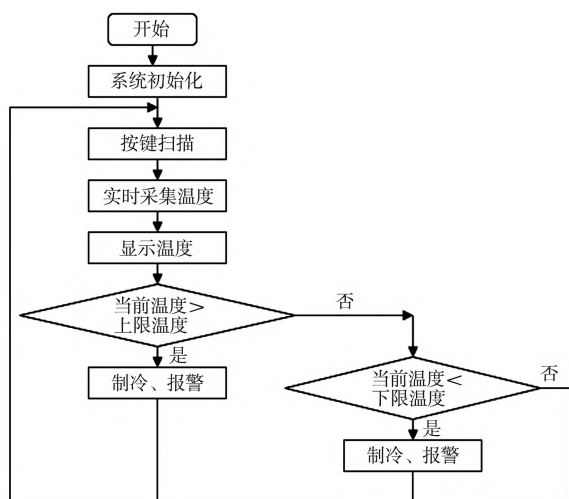 开始
系统初始化
按键扫描
实时采集温度
显示温度
当前温度>
上限温度
否
是
制冷、报警
当前温度<
下限温度
否
是
制冷、报警